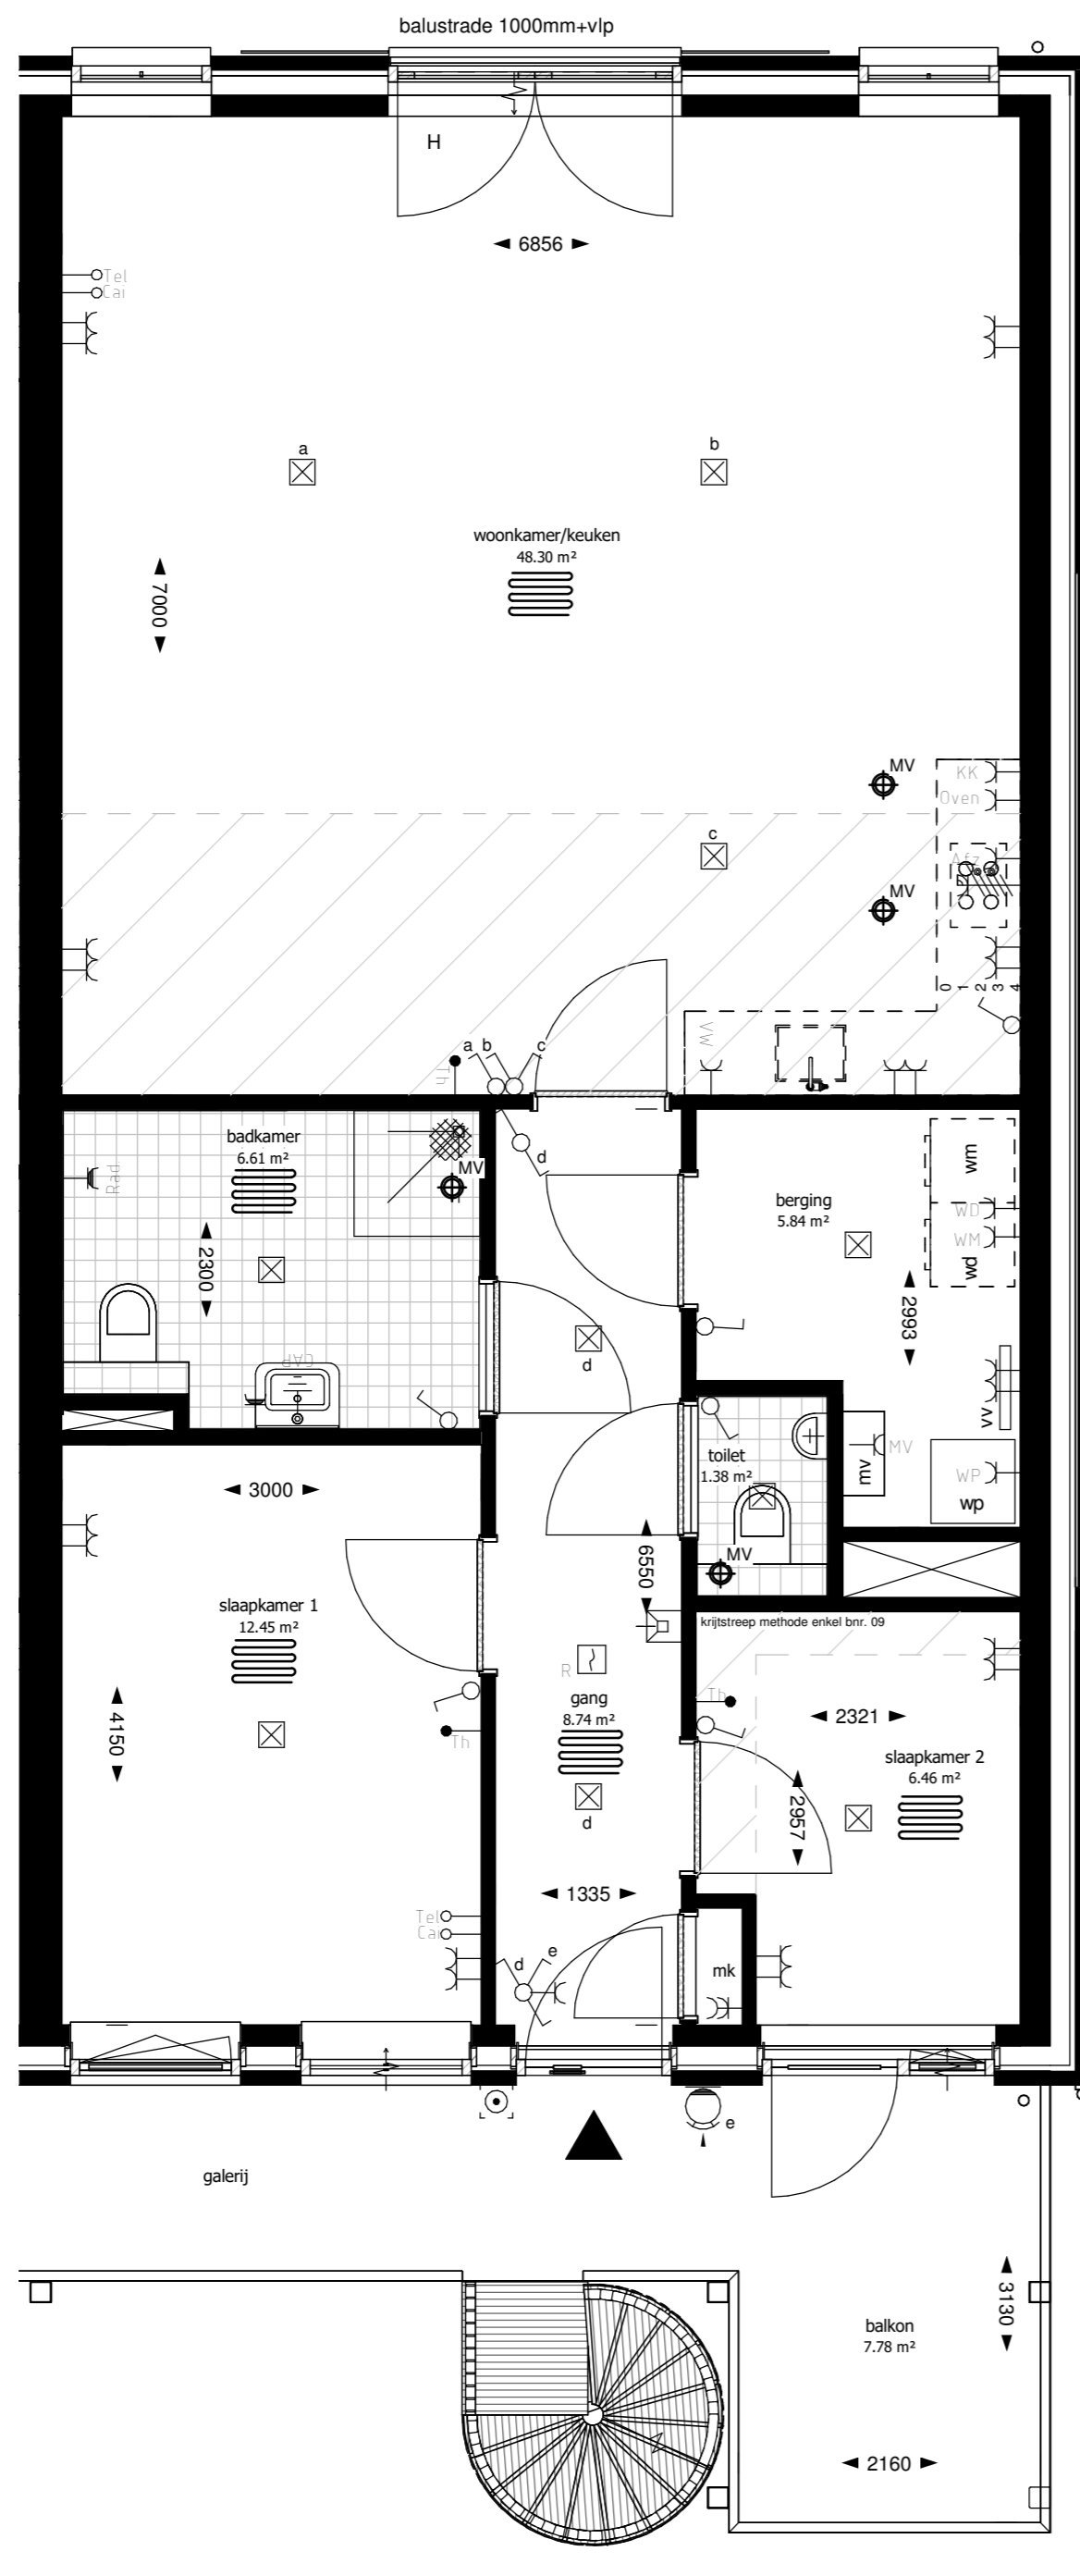 balustrade 1000mm+vlp
H
6856
Tel
Cai
a
b
woonkamer/keuken
48.30 m²
7000
MV
KK
Oven
c
Afz
MV
0 1 2 3 4
a b c
Th
VW
badkamer
6.61 m²
MV
Rad
d
2300
CAP
berging
5.84 m²
wm
WD
WM
wd
2993
d
vv
toilet
1.38 m²
mv
MV
WP
wp
MV
3000
6550
slaapkamer 1
12.45 m²
krijtstreep methode enkel bnr. 09
R
gang
8.74 m²
Th
4150
Th
2321
slaapkamer 2
6.46 m²
2957
d
1335
Tel
Cai
d e
mk
e
galerij
3130
balkon
7.78 m²
2160